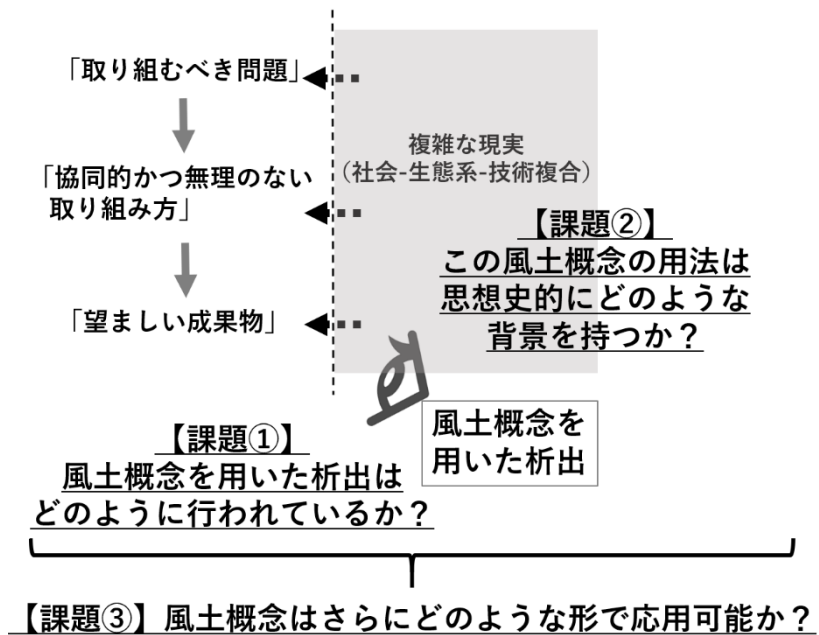 「取り組むべき問題」
「協同的かつ無理のない
取り組み方」
「望ましい成果物」
複雑な現実
（社会-生態系-技術複合）
【課題②】
この風土概念の用法は
思想史的にどのような
背景を持つか？
風土概念を
用いた析出
【課題①】
風土概念を用いた析出は
どのように行われているか？
【課題③】風土概念はさらにどのような形で応用可能か？